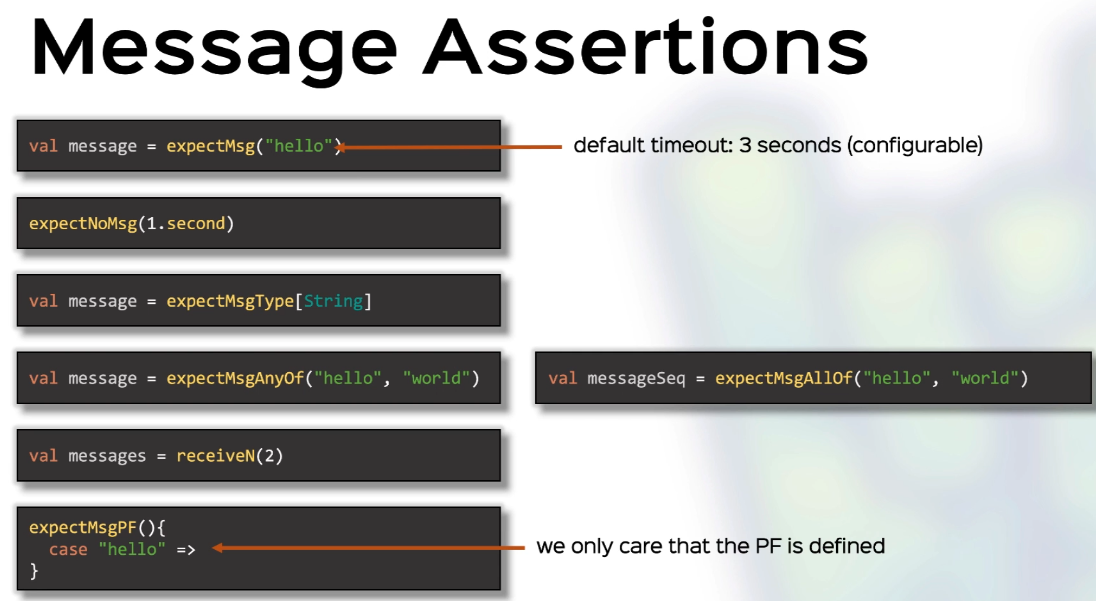 Message Assertions
val message = expectMsg("hello")
default timeout: 3 seconds (configurable)
expectNoMsg(1.second)
val message = expectMsgType[String]
val message = expectMsgAnyOf("hello", "world")
val messageSeq = expectMsgAllOf("hello", "world")
val messages = receiveN(2)
expectMsgPF(){
case "hello" =>
we only care that the PF is defined
}